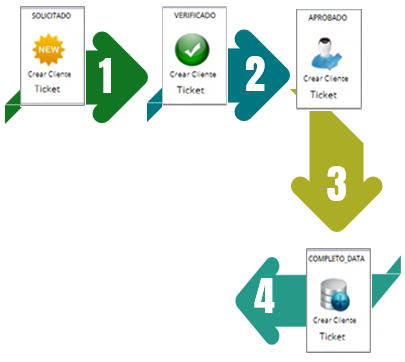 SOLICITADO
NEW
Crear Cliente
Ticket
1
VERIFICADO
Crear Cliente
Ticket
2
APROBADO
Crear Cliente
Ticket
3
COMPLETO_DATA
Crear Cliente
Ticket
4